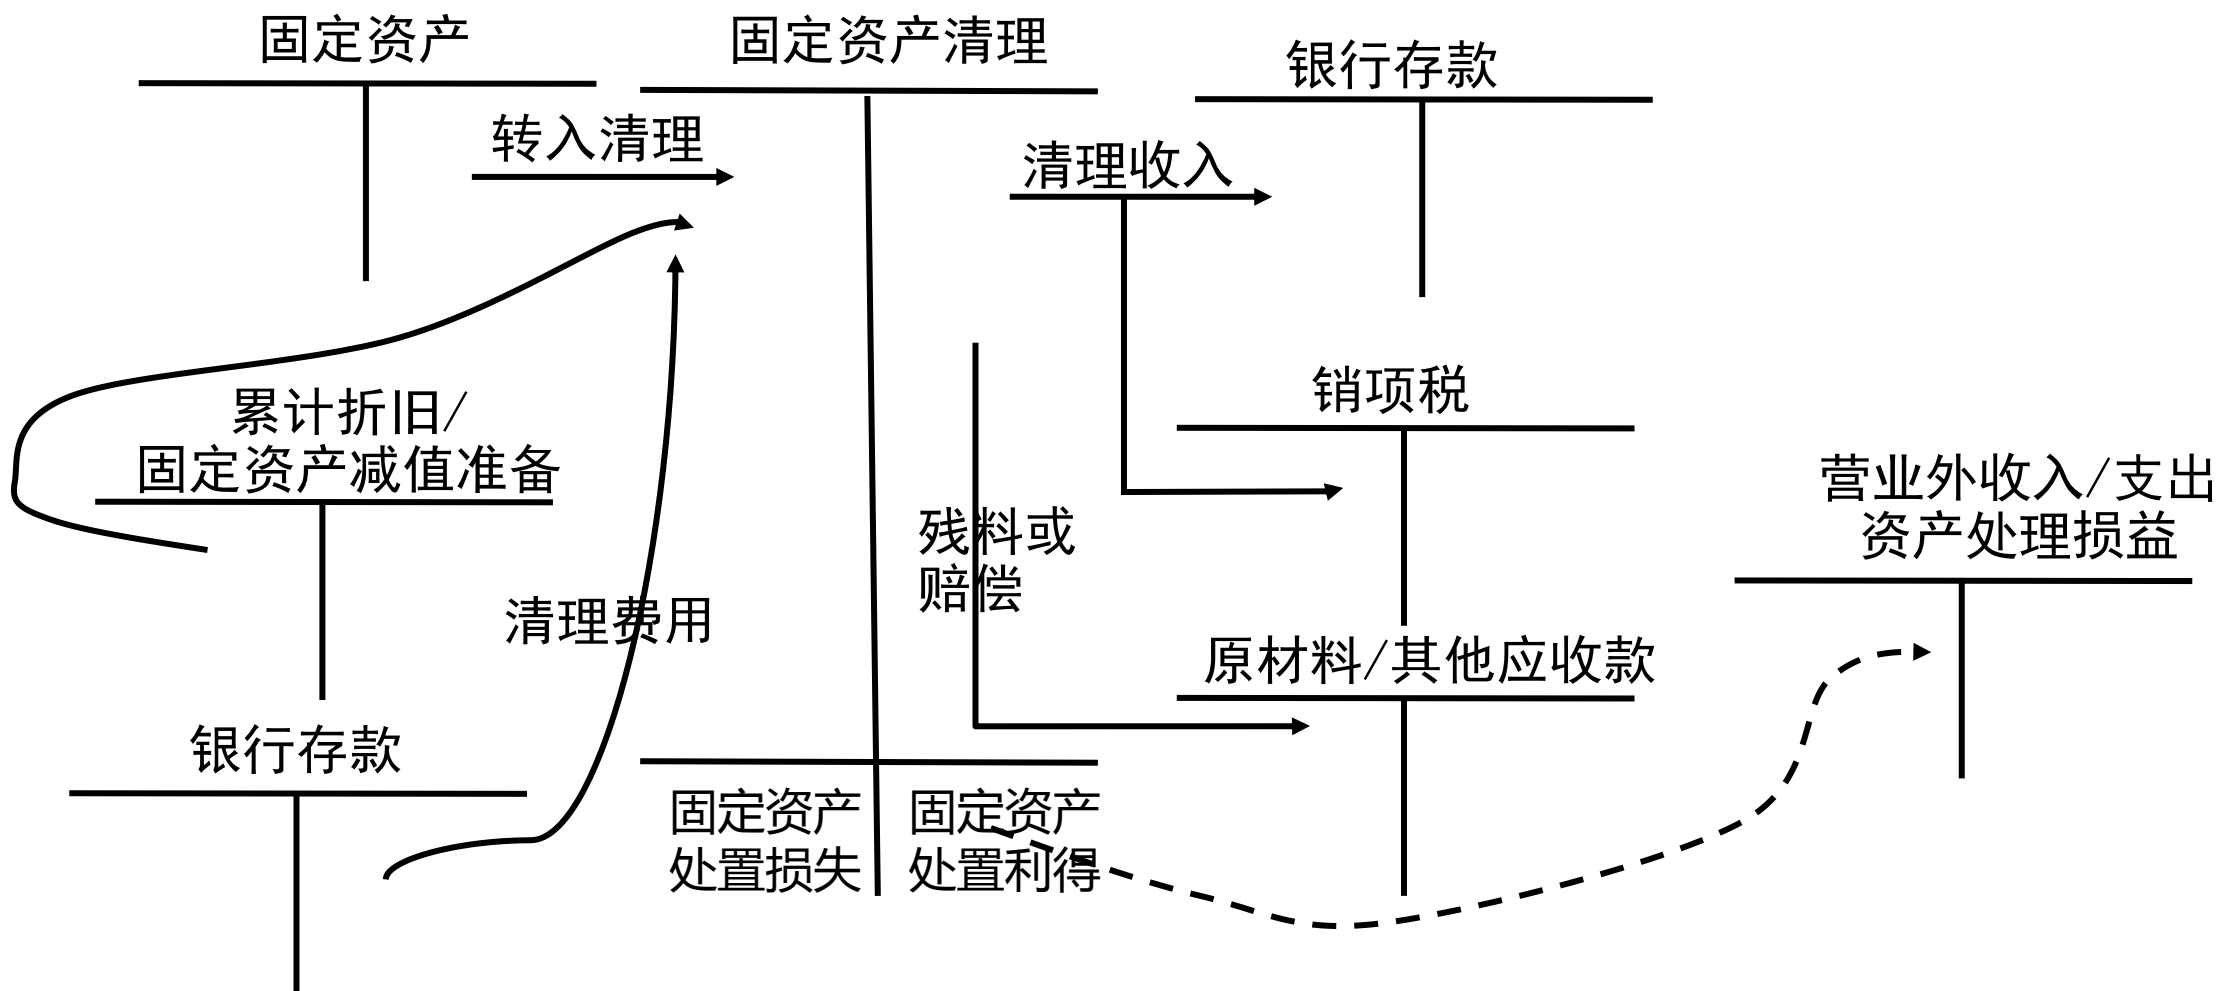 固定资产
固定资产清理
银行存款
转入清理
清理收入
销项税
累计折旧/
固定资产减值准备
营业外收入/支出
资产处理损益
残料或
赔偿
清理费用
原材料/其他应收款
银行存款
固定资产
处置损失
固定资产
处置利得